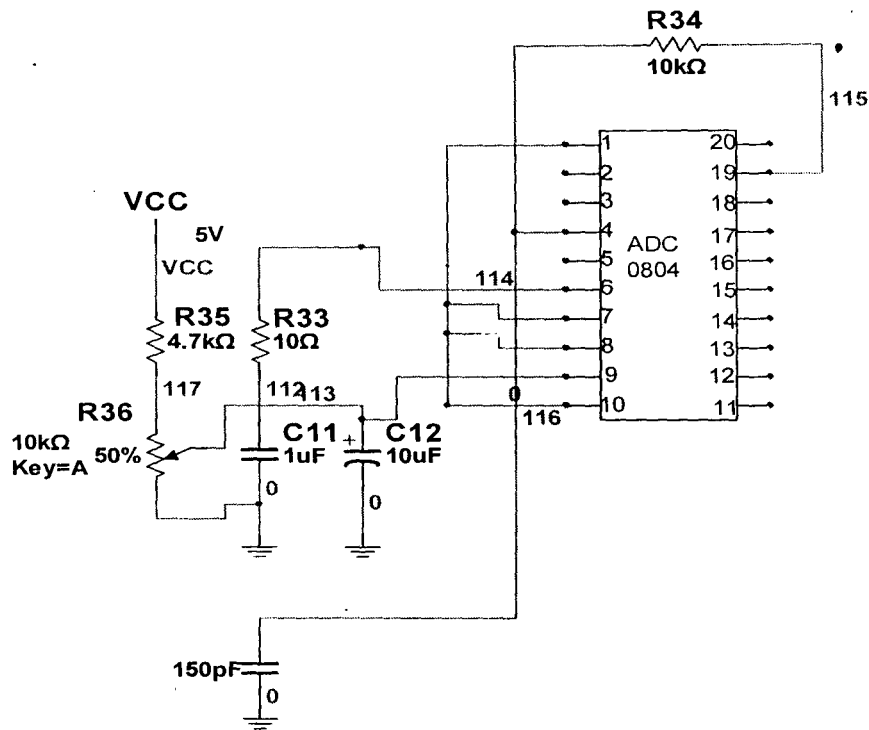 R34
10kΩ
115
1
2
3
4
5
6
7
8
9
10
ADC
0804
20
19
18
17
16
15
14
13
12
11
VCC
5V
VCC
114
R35
4.7kΩ
R33
10Ω
117
112
113
0
116
R36
10kΩ
Key=A
50%
C11
1uF
0
+
C12
10uF
0
150pF
0